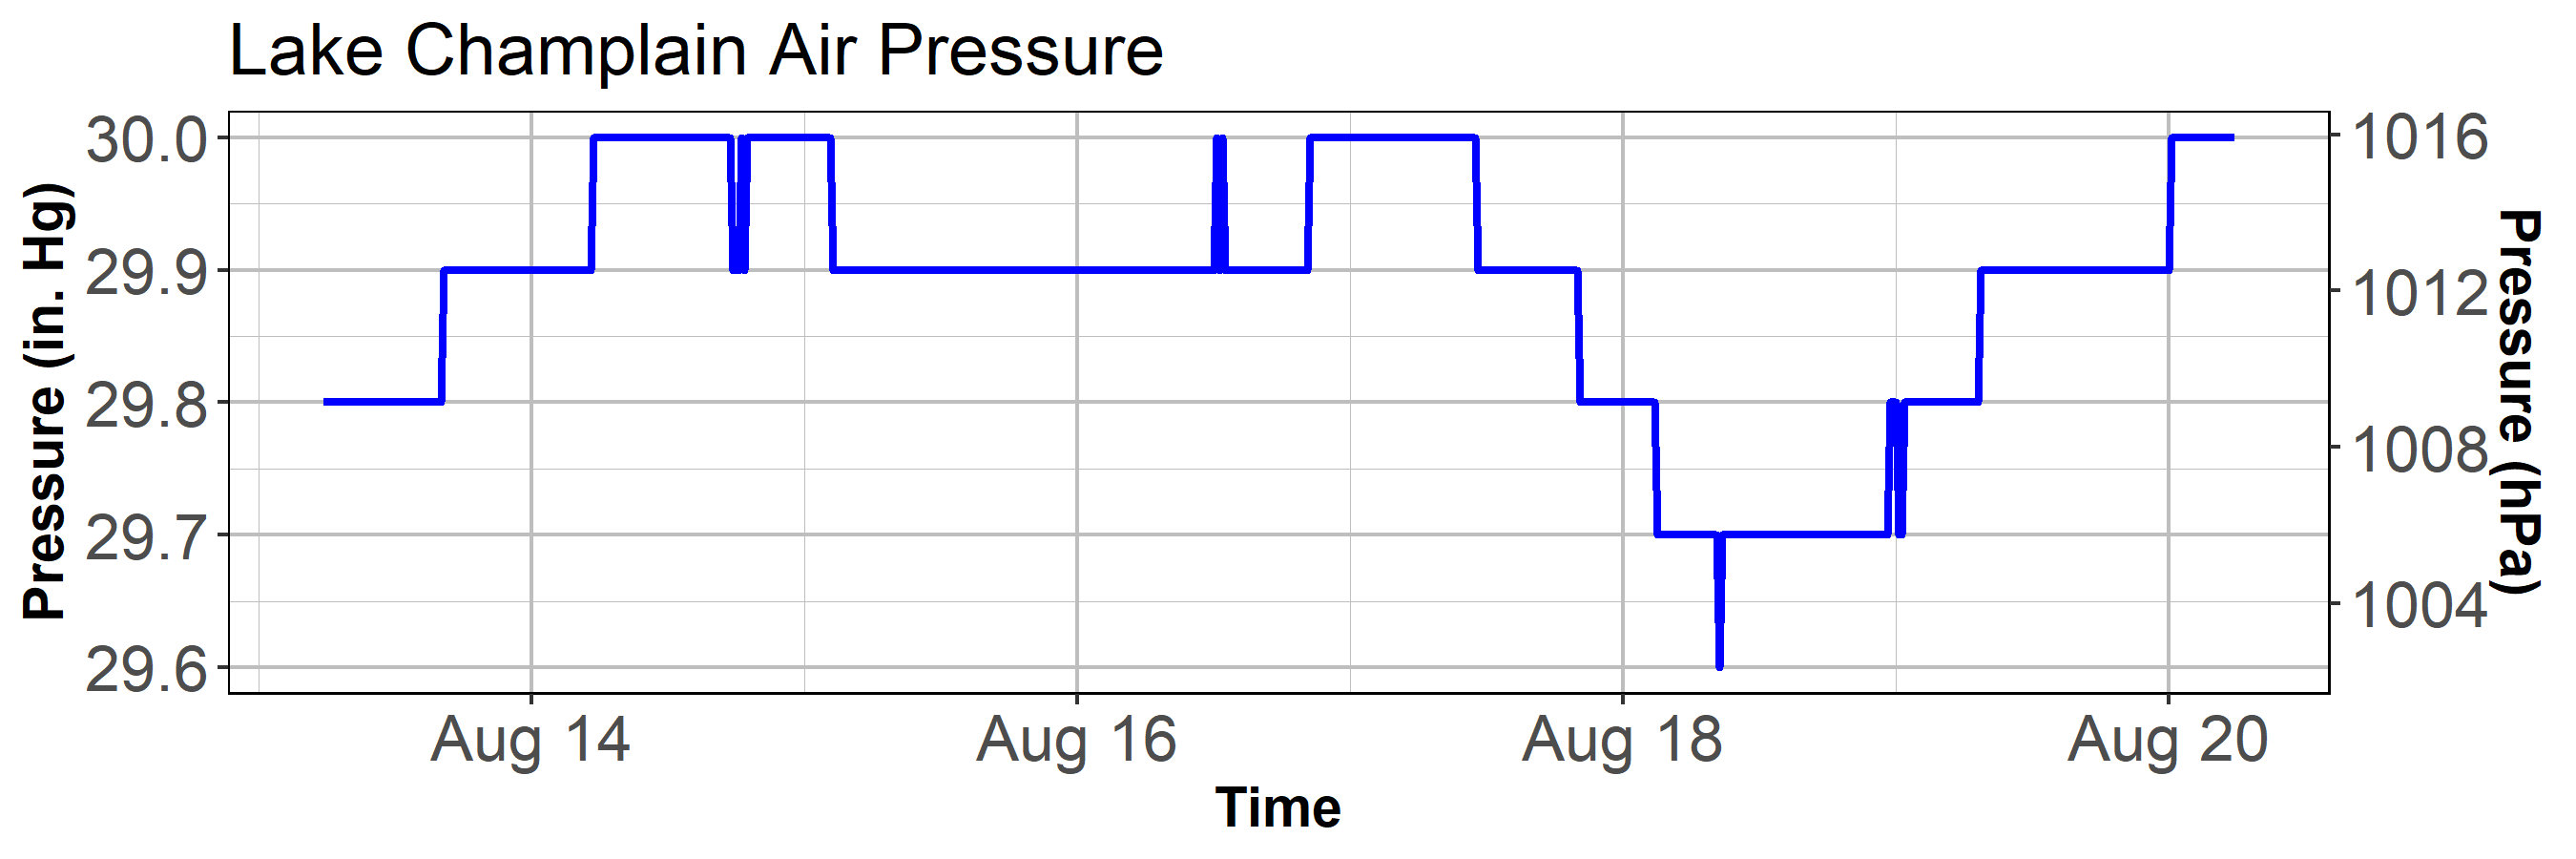 Lake Champlain Air Pressure
30.0
29.9
29.8
29.7
29.6
Pressure (in. Hg)
1016
1012
1008
1004
Pressure (hPa)
Aug 14
Aug 16
Aug 18
Aug 20
Time